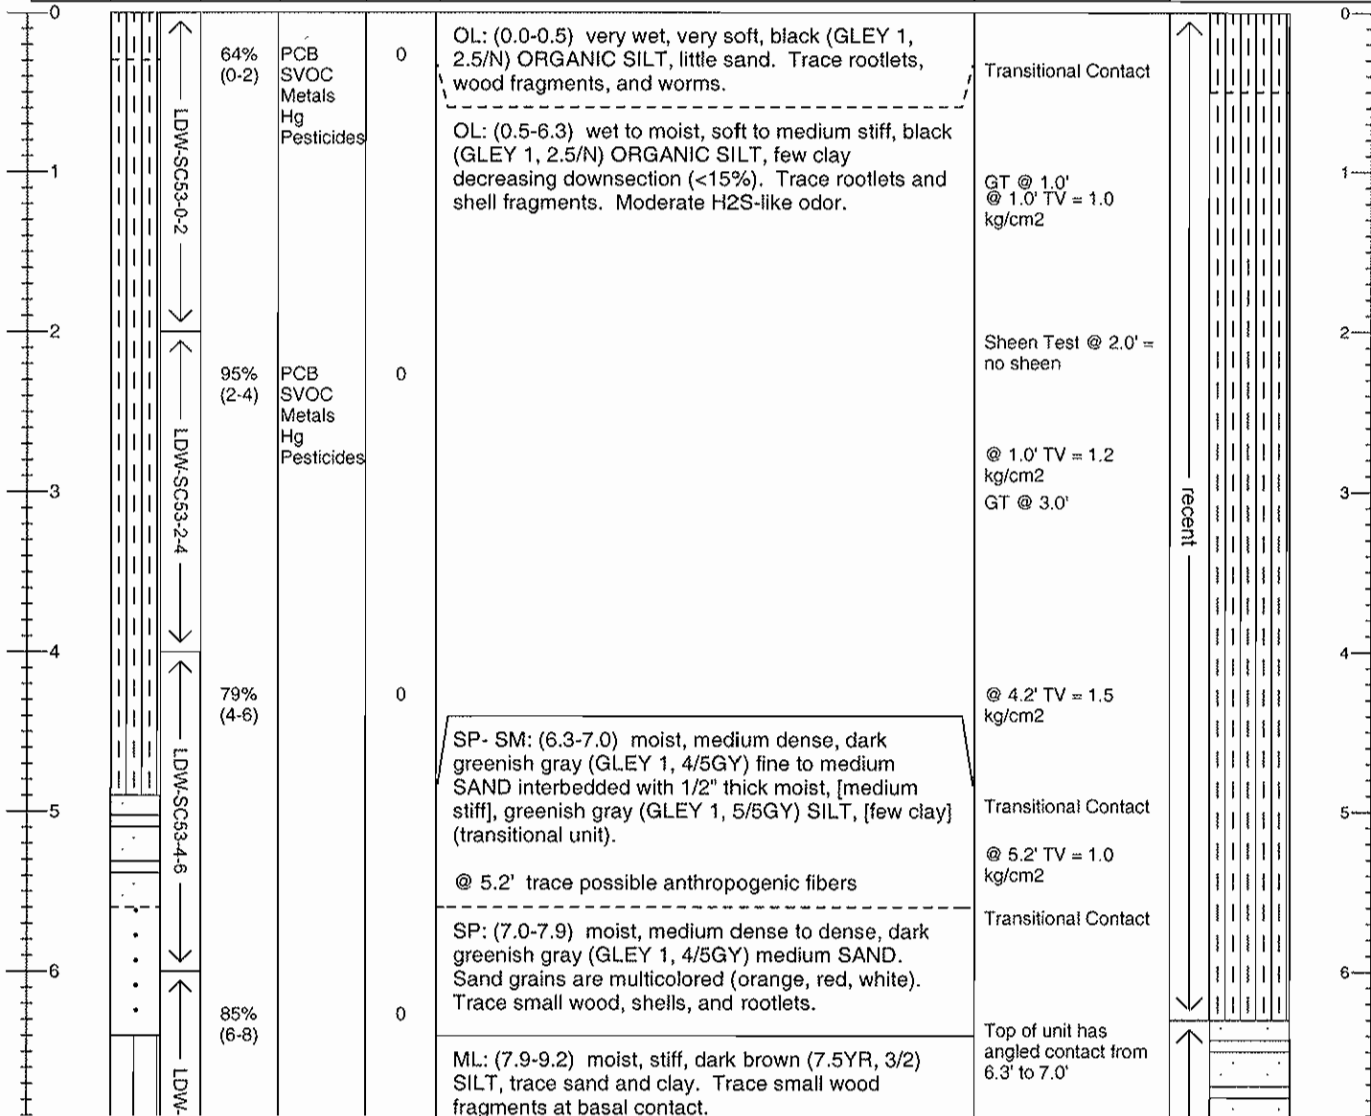 0
0
64%
(0-2)
PCB
SVOC
Metals
Hg
Pesticides
0
OL: (0.0-0.5) very wet, very soft, black (GLEY 1,
2.5/N) ORGANIC SILT, little sand. Trace rootlets,
wood fragments, and worms.
Transitional Contact
OL: (0.5-6.3) wet to moist, soft to medium stiff, black
(GLEY 1, 2.5/N) ORGANIC SILT, few clay
decreasing downsection (<15%). Trace rootlets and
shell fragments. Moderate H2S-like odor.
LDW-SC53-0-2
1
GT @ 1.0'
@ 1.0' TV = 1.0
kg/cm2
1
2
Sheen Test @ 2.0' =
no sheen
2
95%
(2-4)
PCB
SVOC
Metals
Hg
Pesticides
0
LDW-SC53-2-4
@ 1.0' TV = 1.2
kg/cm2
GT @ 3.0'
3
recent
3
4
4
79%
(4-6)
0
@ 4.2' TV = 1.5
kg/cm2
SP- SM: (6.3-7.0) moist, medium dense, dark
greenish gray (GLEY 1, 4/5GY) fine to medium
SAND interbedded with 1/2" thick moist, [medium
stiff], greenish gray (GLEY 1, 5/5GY) SILT, [few clay]
(transitional unit).
LDW-SC53-4-6
Transitional Contact
5
5
@ 5.2' TV = 1.0
kg/cm2
@ 5.2' trace possible anthropogenic fibers
Transitional Contact
SP: (7.0-7.9) moist, medium dense to dense, dark
greenish gray (GLEY 1, 4/5GY) medium SAND.
Sand grains are multicolored (orange, red, white).
Trace small wood, shells, and rootlets.
6
6
85%
(6-8)
0
Top of unit has
angled contact from
6.3' to 7.0'
LDW-
ML: (7.9-9.2) moist, stiff, dark brown (7.5YR, 3/2)
SILT, trace sand and clay. Trace small wood
fragments at basal contact.